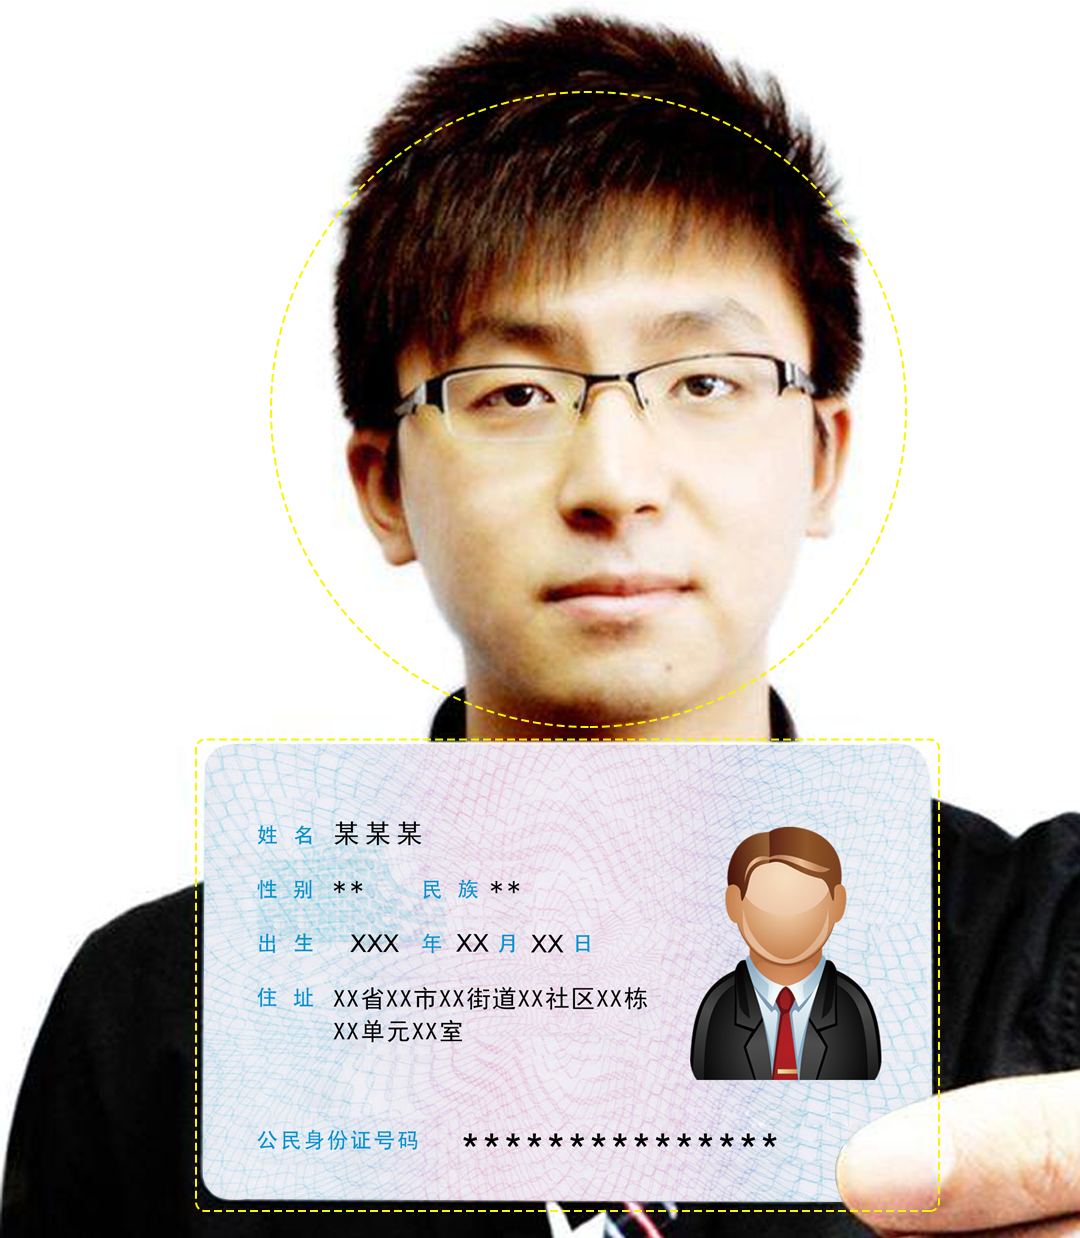 姓 名 某某某
性 别 ** 民 族 **
出 生 XXX 年 XX 月 XX 日
住 址 XX省XX市XX街道XX社区XX栋
XX单元XX室
公民身份证号码 ***************